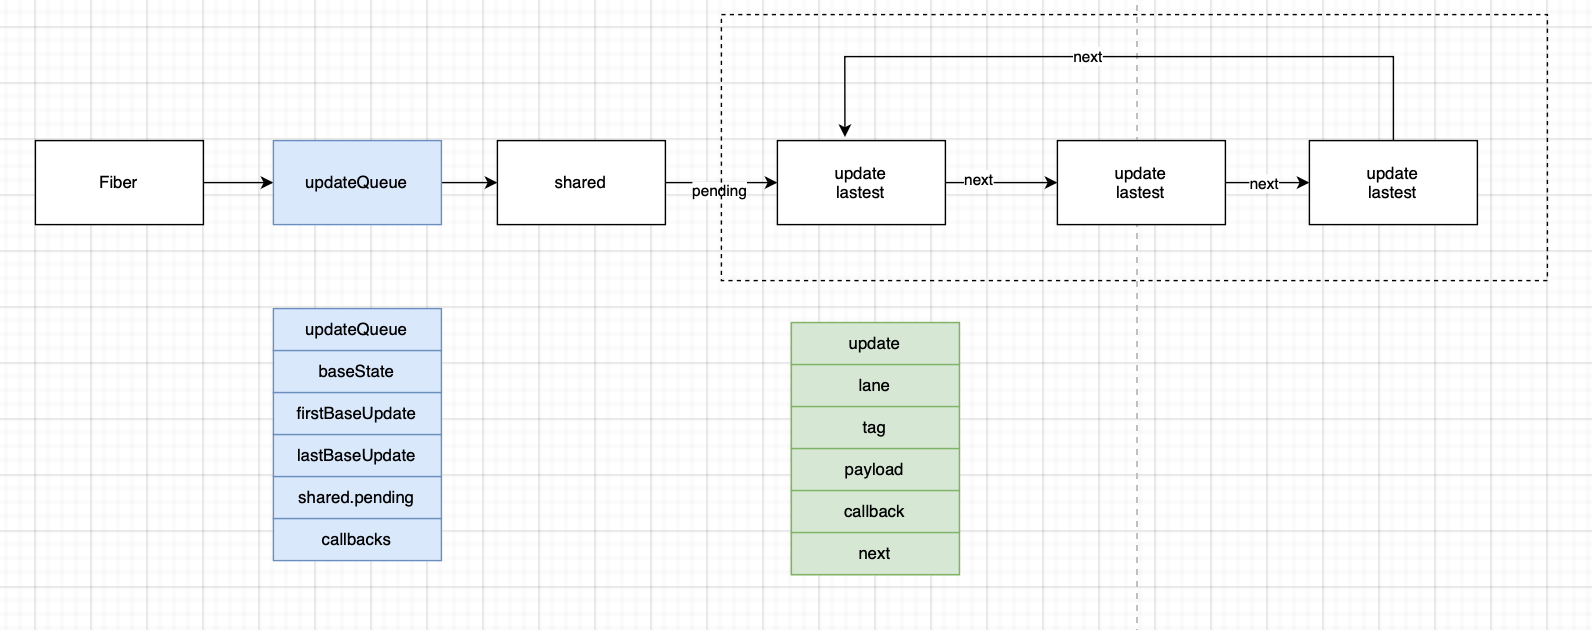 next
Fiber
updateQueue
shared
pending
update
lastest
next
update
lastest
next
update
lastest
updateQueue
baseState
firstBaseUpdate
lastBaseUpdate
shared.pending
callbacks
update
lane
tag
payload
callback
next